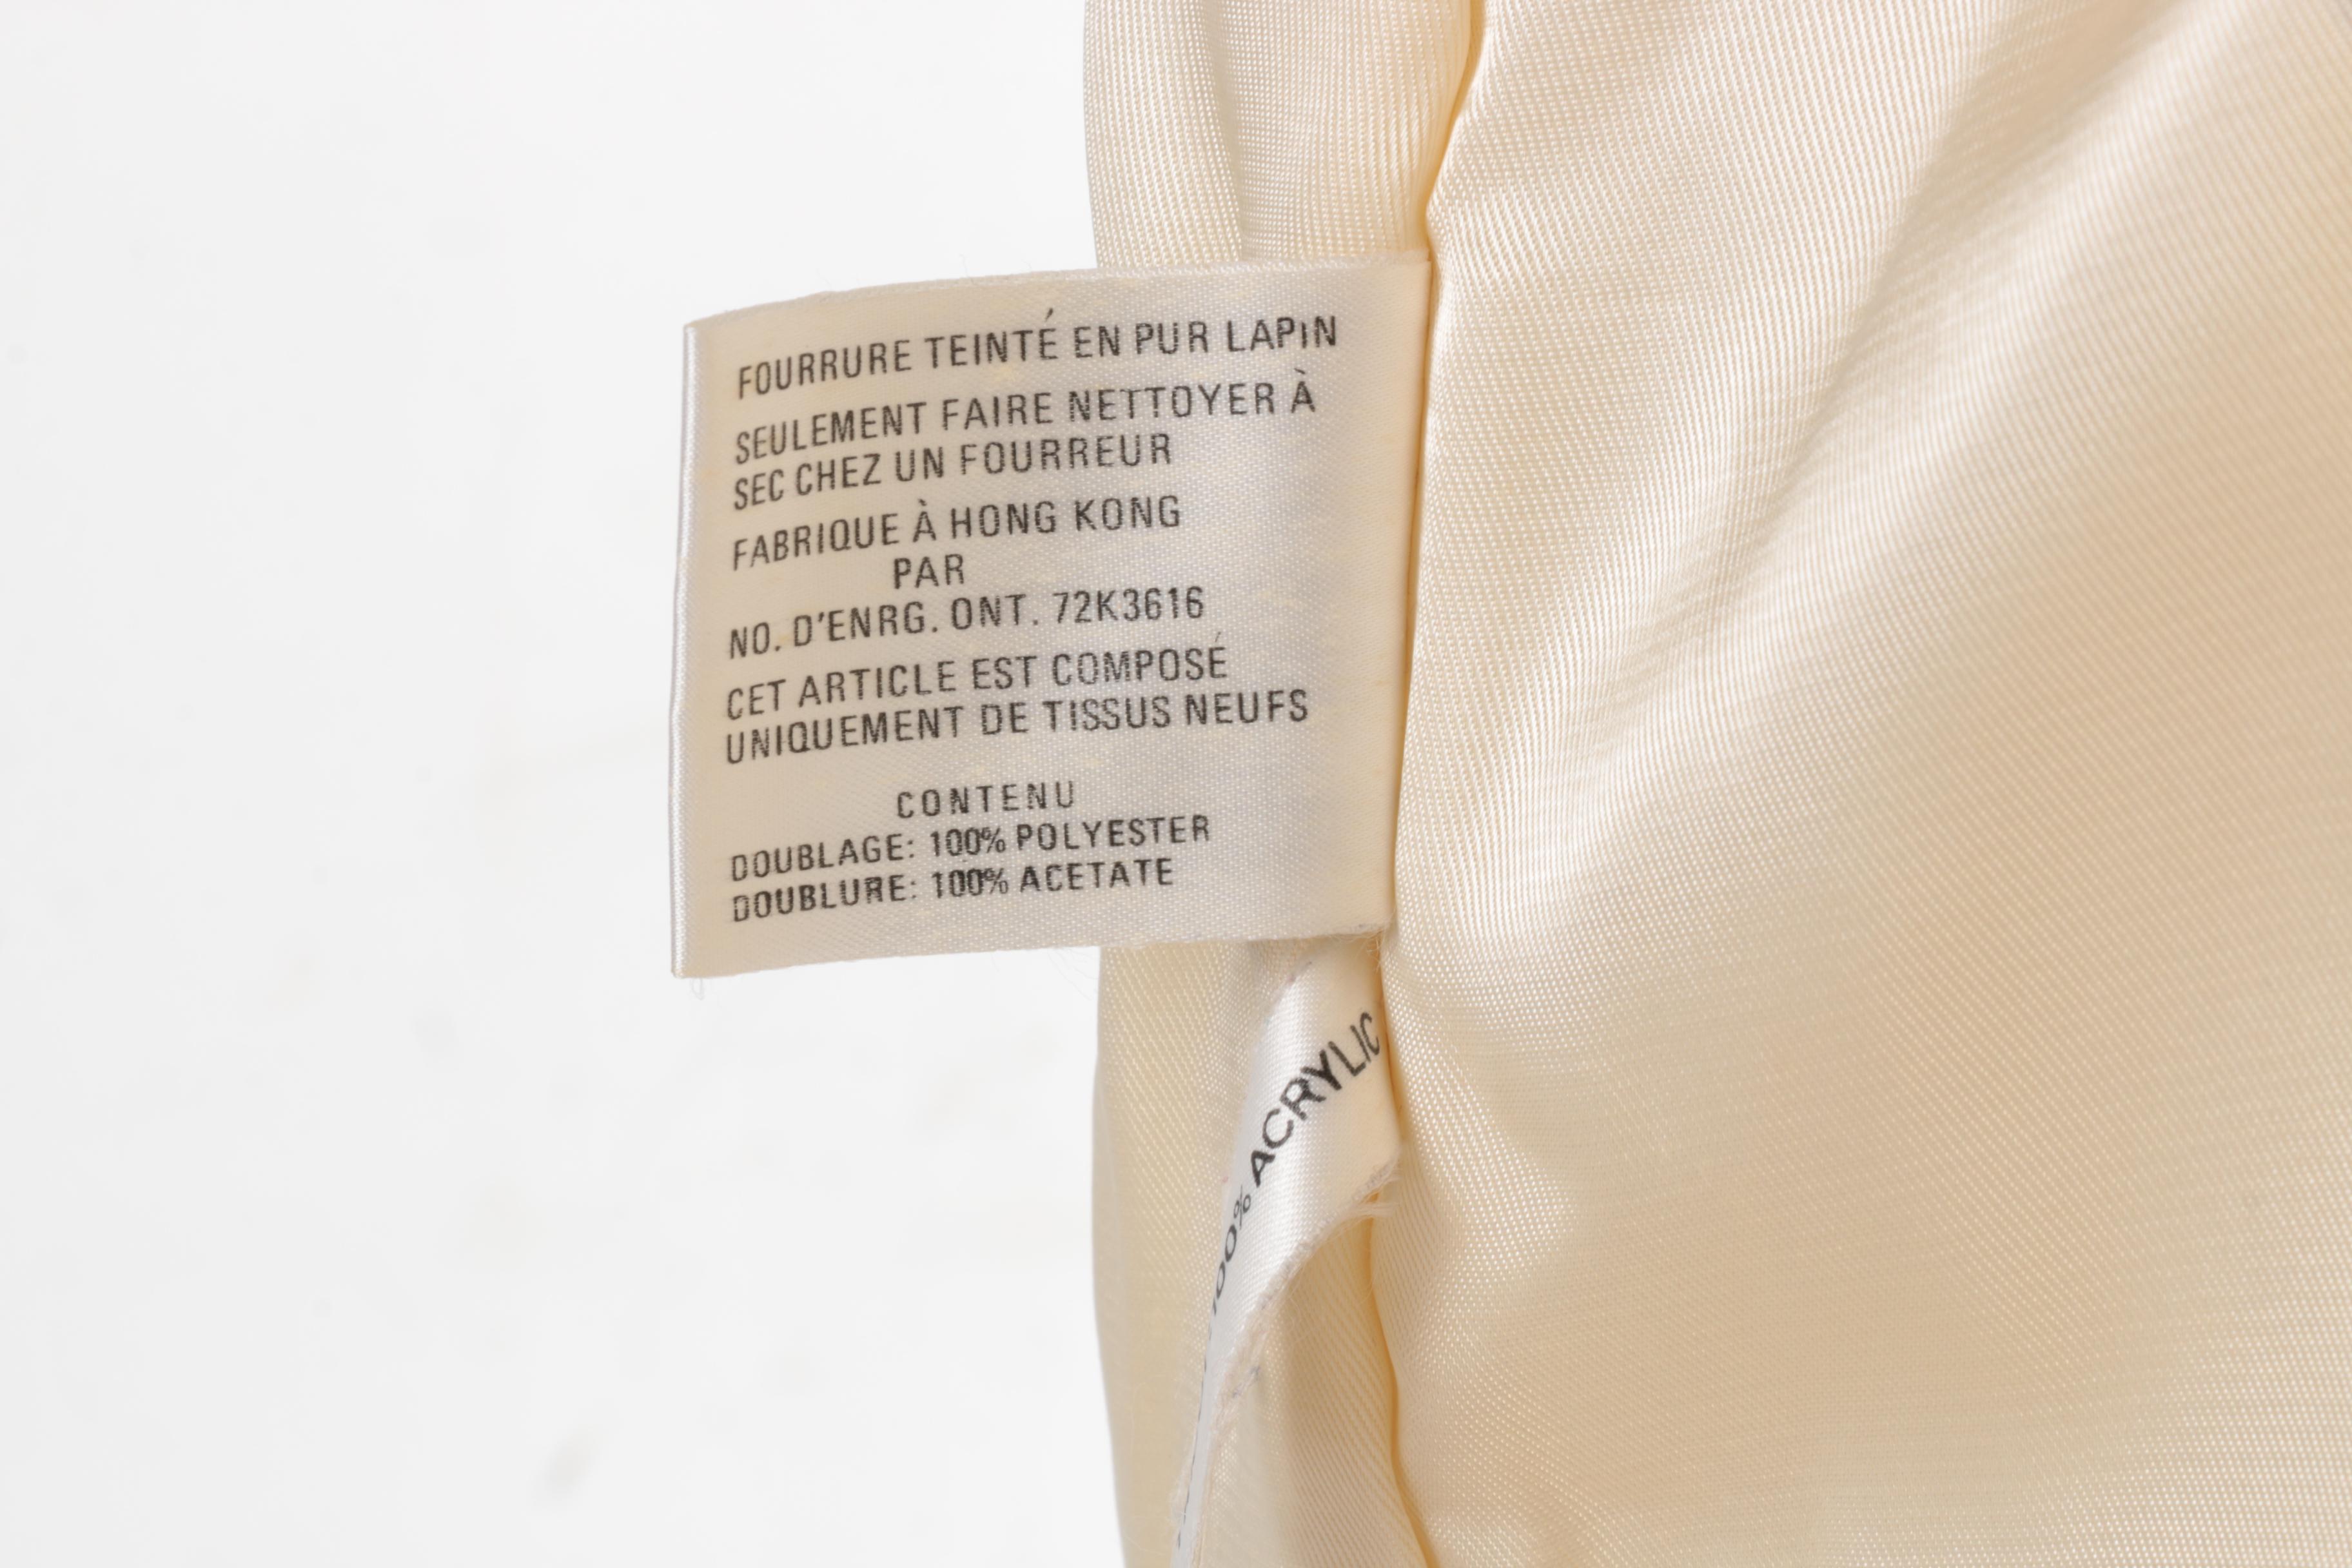 FOURRURE TEINTÉ EN PUR LAPIN
SEULEMENT FAIRE NETTOYER À
SEC CHEZ UN FOURREUR
FABRIQUE À HONG KONG
PAR
NO. D'ENRG. ONT. 72K3616
CET ARTICLE EST COMPOSÉ
UNIQUEMENT DE TISSUS NEUFS
CONTENU
DOUBLAGE: 100% POLYESTER
DOUBLURE: 100% ACETATE
100% ACRYLIC